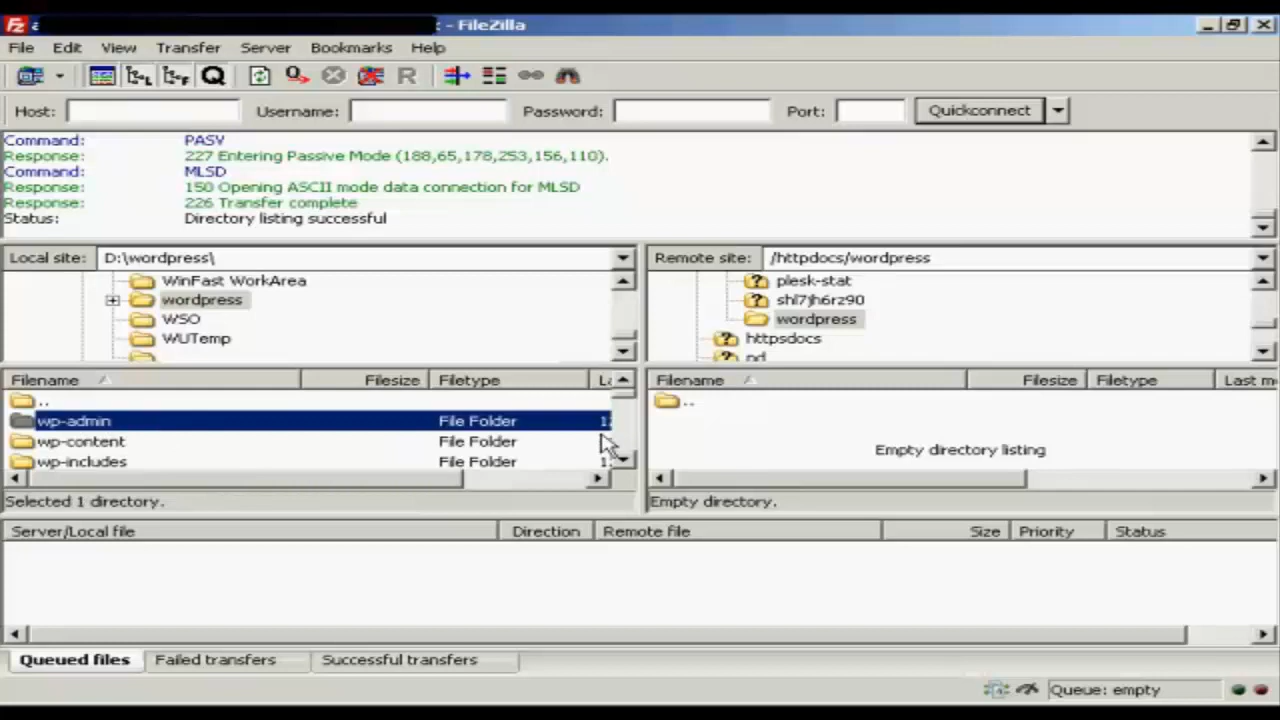 - FileZilla
File Edit View Transfer Server Bookmarks Help
Host: Username: Password: Port: Quickconnect
Command: PASV
Response: 227 Entering Passive Mode (188,65,178,253,156,110).
Command: MLSD
Response: 150 Opening ASCII mode data connection for MLSD
Response: 226 Transfer complete
Status: Directory listing successful
Local site: D:\wordpress\
WinFast WorkArea
wordpress
WSO
WUTemp
Remote site: /httpdocs/wordpress
plesk-stat
shl7jh6rz90
wordpress
httpsdocs
pd
Filename Filesize Filetype
..
wp-admin File Folder
wp-content File Folder
wp-includes File Folder
Selected 1 directory.
Filename Filesize Filetype Last m
..
Empty directory listing
Empty directory.
Server/Local file Direction Remote file Size Priority Status
Queued files Failed transfers Successful transfers
Queue: empty